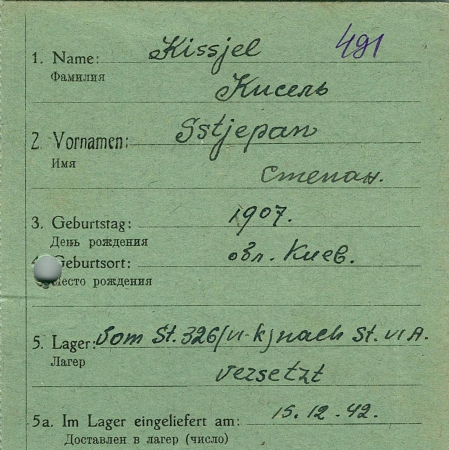 1. Name: Kissjel 491
Фамилия
Кисель
2. Vornamen: Sstjepan
Имя
Степан.
3. Geburtstag: 1907.
День рождения
Geburtsort: обл. Киев.
Место рождения
5. Lager: Vom St. 326/VI-k) nach St. VI A.
Лагерь
versetzt
5a. Im Lager eingeliefert am: 15.12.42.
Доставлен в лагерь (число)